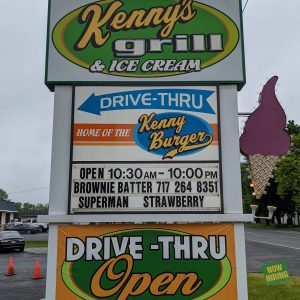 Kenny's
grill
& ICE CREAM
DRIVE-THRU
HOME OF THE
Kenny
Burger
OPEN 10:30AM - 10:00PM
BROWNIE BATTER 717 264 8351
SUPERMAN STRAWBERRY
DRIVE-THRU
Open
NOW
HIRING